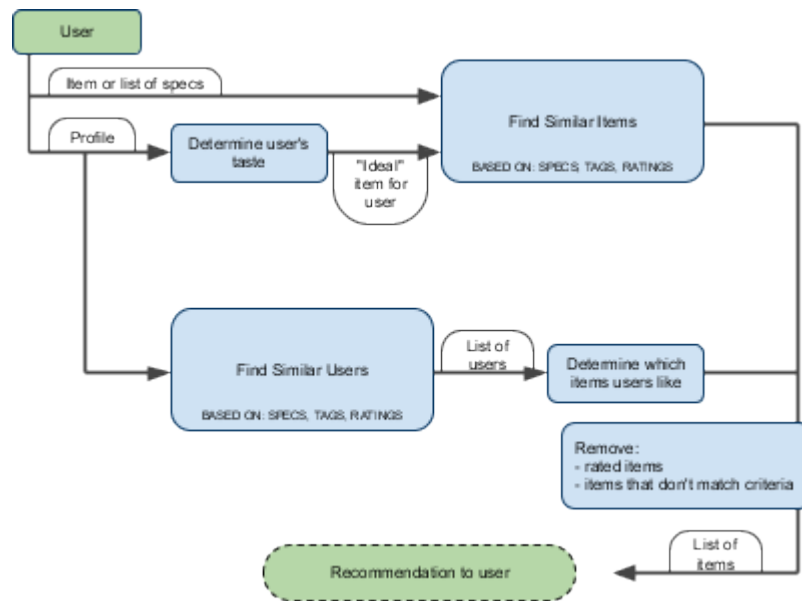 User
Item or list of specs
Find Similar Items
BASED ON: SPECS, TAGS, RATINGS
Profile
Determine user's
taste
"Ideal"
item for
user
Find Similar Users
BASED ON: SPECS, TAGS, RATINGS
List of
users
Determine which
items users like
Remove:
- rated items
- items that don't match criteria
List of
items
Recommendation to user